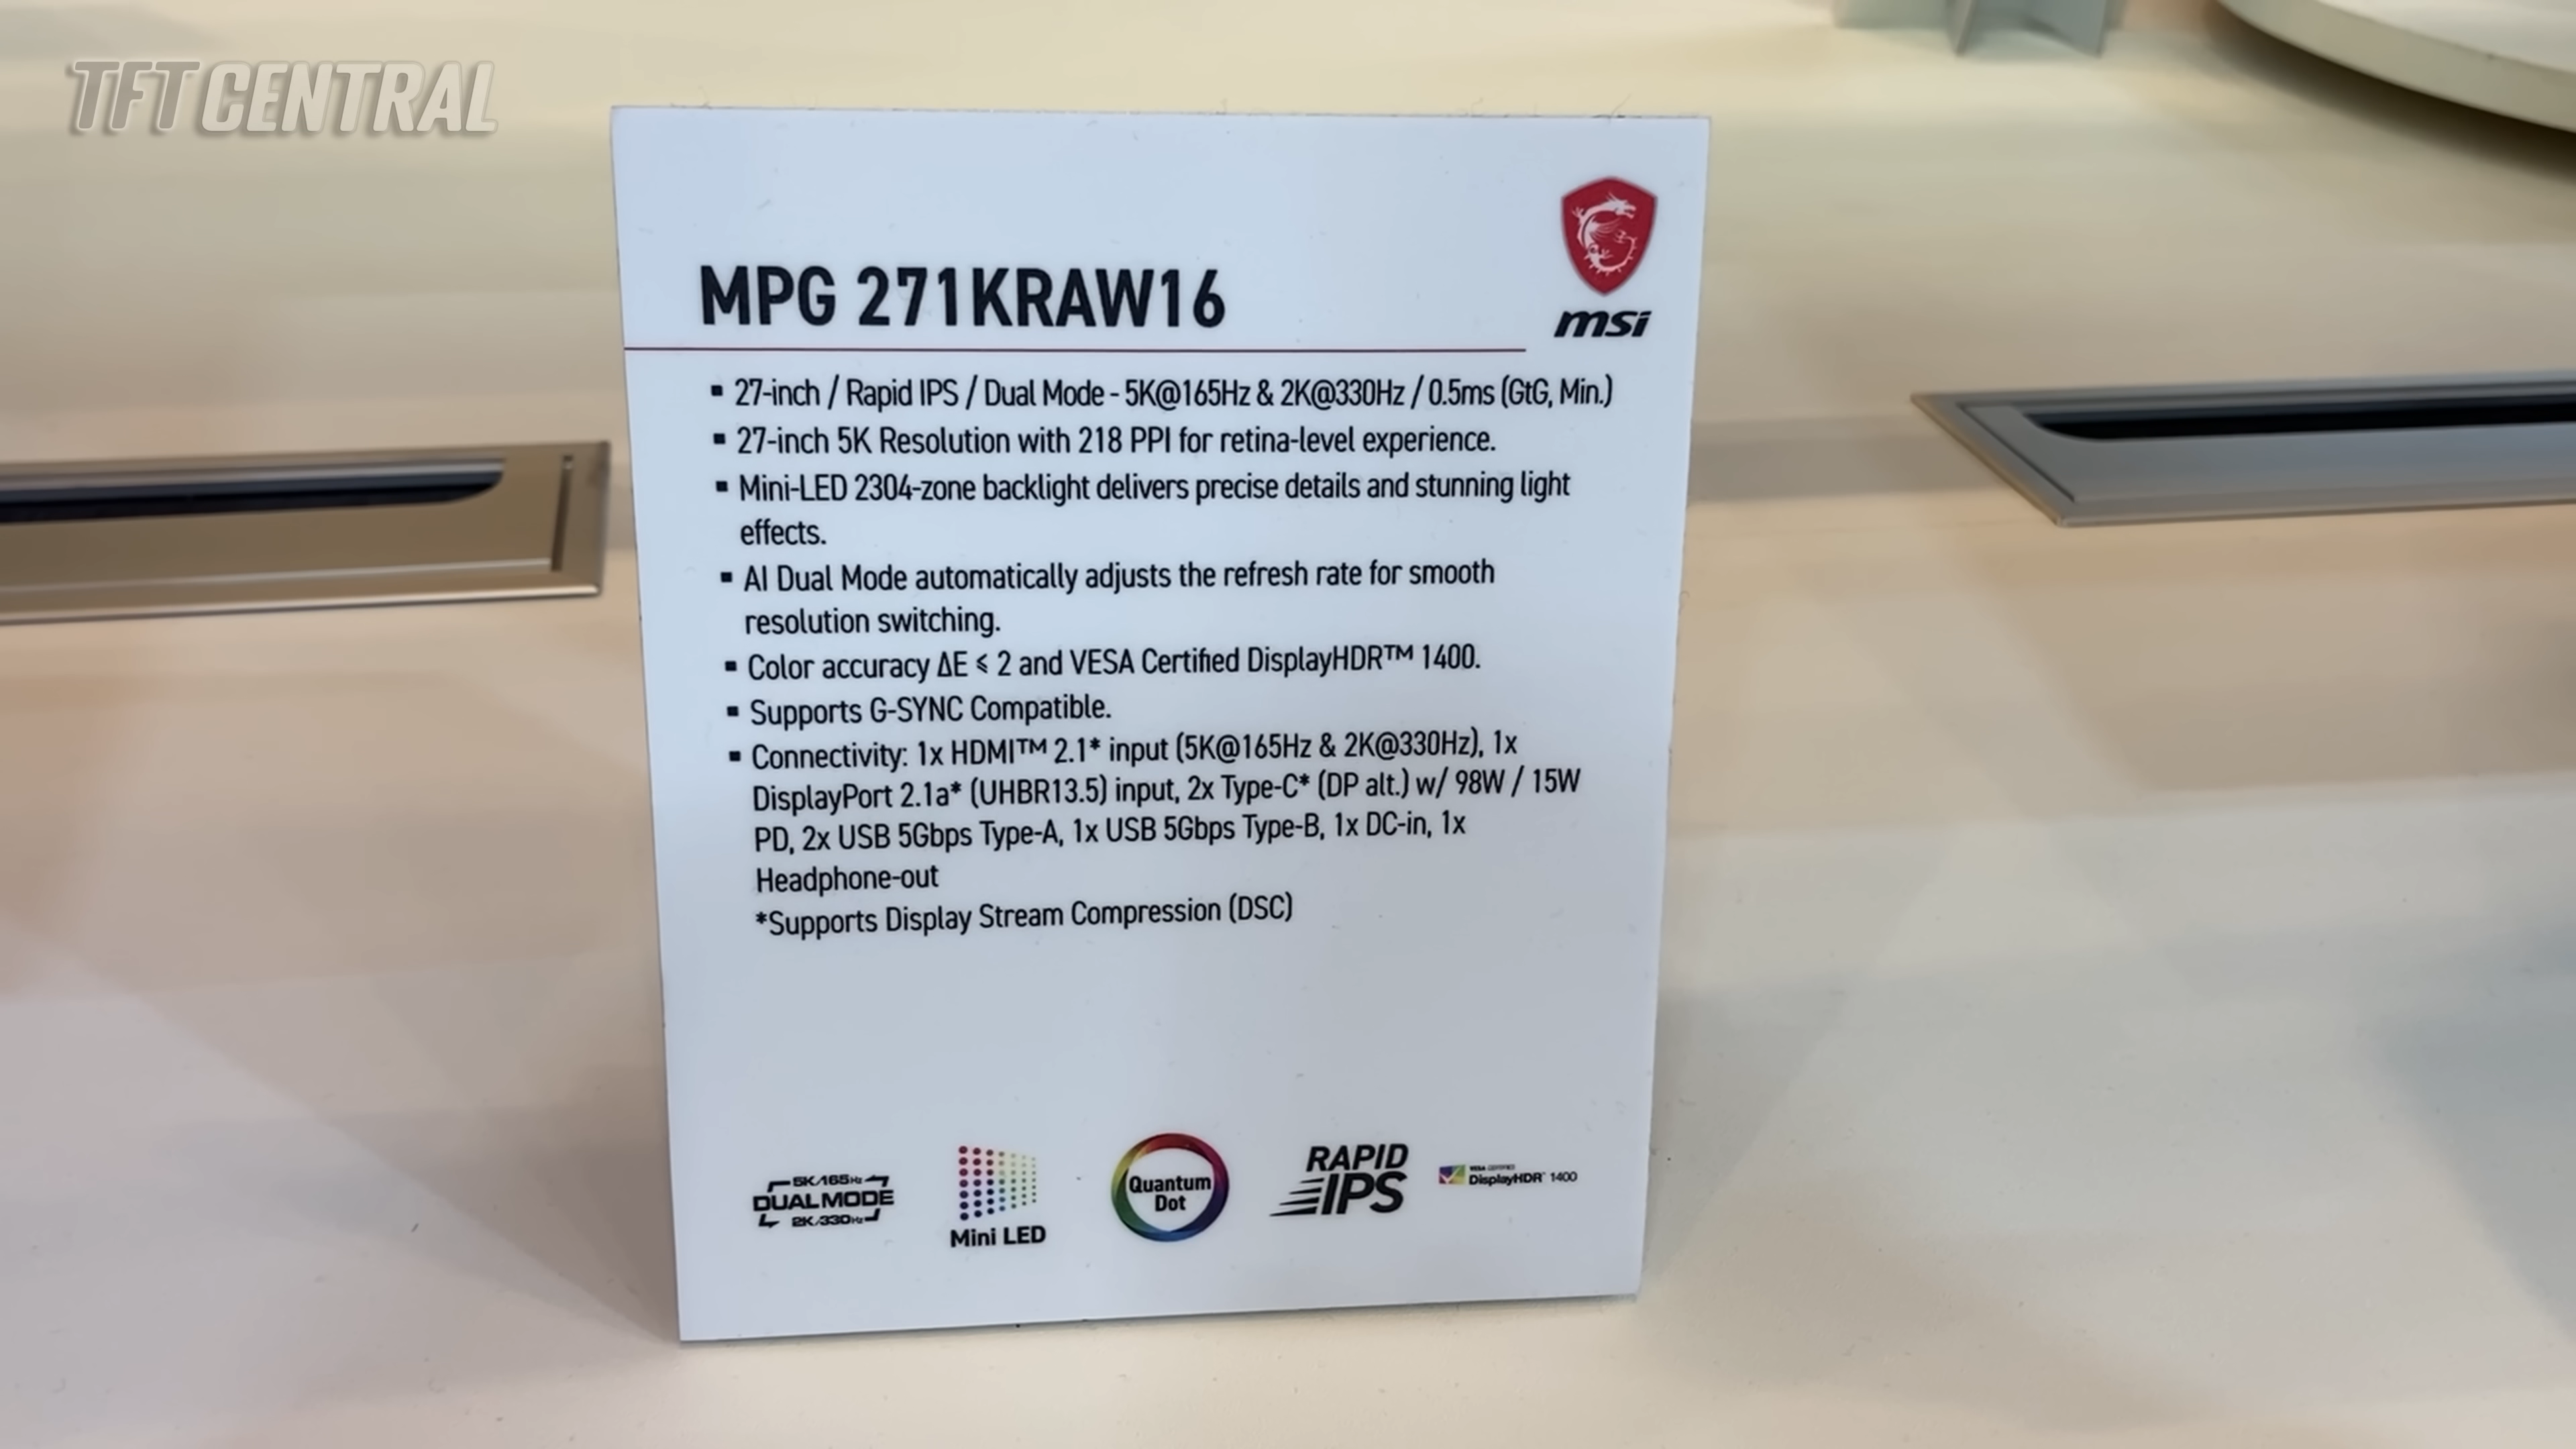 TFTCENTRAL
msi
MPG 271KRAW16
▪ 27-inch / Rapid IPS / Dual Mode - 5K@165Hz & 2K@330Hz / 0.5ms (GtG, Min.)
▪ 27-inch 5K Resolution with 218 PPI for retina-level experience.
▪ Mini-LED 2304-zone backlight delivers precise details and stunning light
effects.
▪ AI Dual Mode automatically adjusts the refresh rate for smooth
resolution switching.
▪ Color accuracy ΔE ≤ 2 and VESA Certified DisplayHDR™ 1400.
▪ Supports G-SYNC Compatible.
▪ Connectivity: 1x HDMI™ 2.1* input (5K@165Hz & 2K@330Hz), 1x
DisplayPort 2.1a* (UHBR13.5) input, 2x Type-C* (DP alt.) w/ 98W / 15W
PD, 2x USB 5Gbps Type-A, 1x USB 5Gbps Type-B, 1x DC-in, 1x
Headphone-out
*Supports Display Stream Compression (DSC)
5K/165Hz
DUAL MODE
2K/330Hz
Mini LED
Quantum
Dot
RAPID
IPS
VESA CERTIFIED
DisplayHDR™ 1400